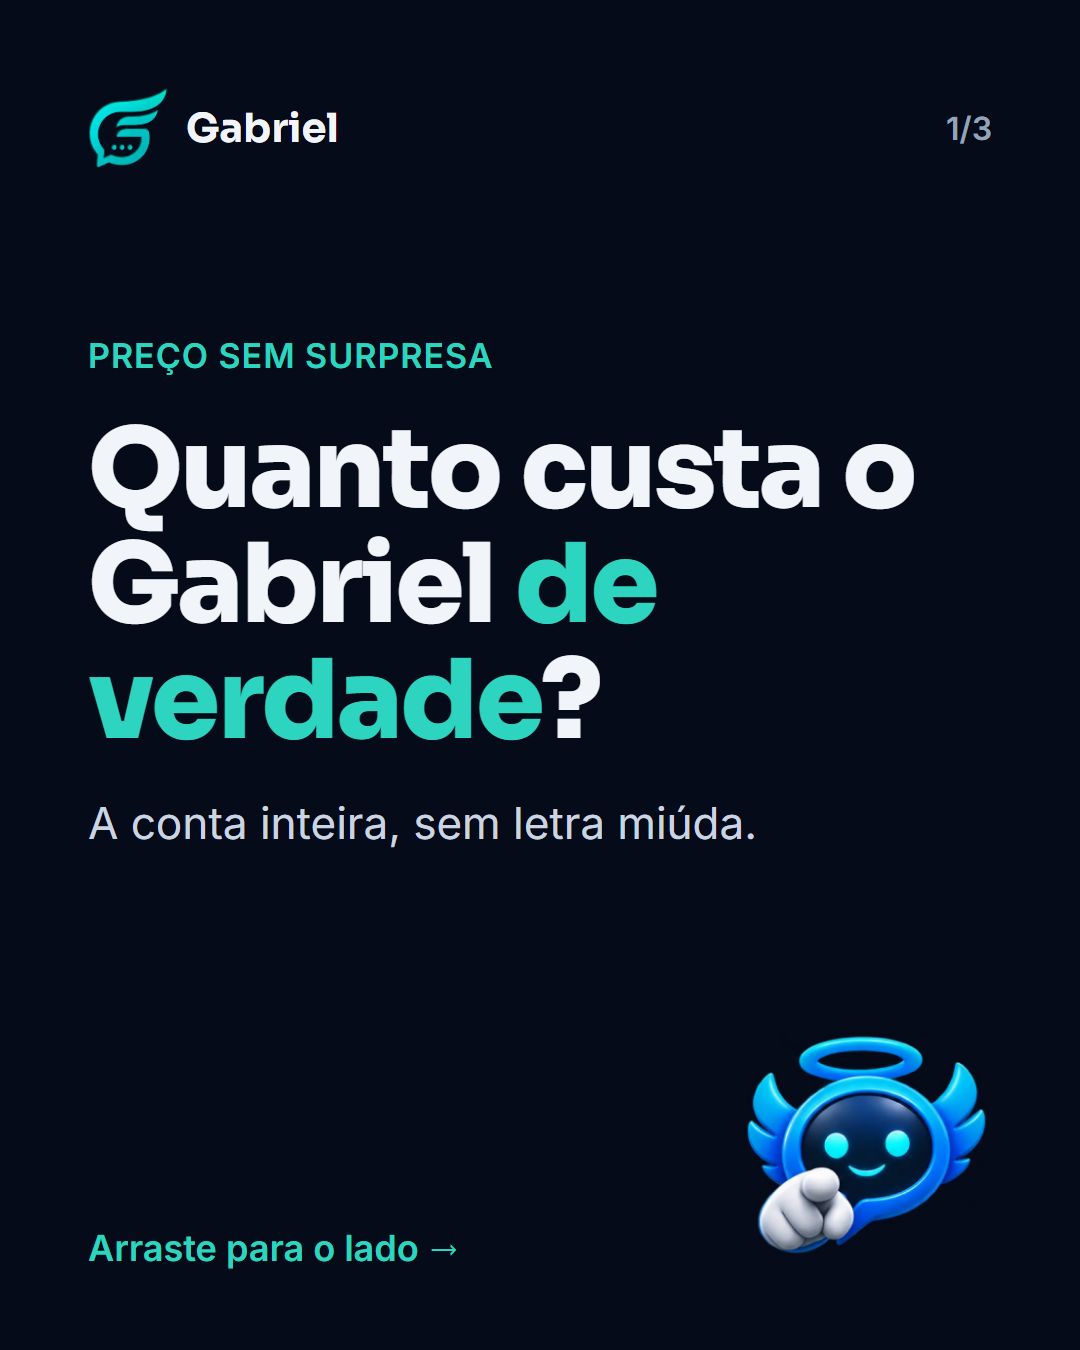 Gabriel
1/3
PREÇO SEM SURPRESA
Quanto custa o
Gabriel de
verdade?
A conta inteira, sem letra miúda.
Arraste para o lado →